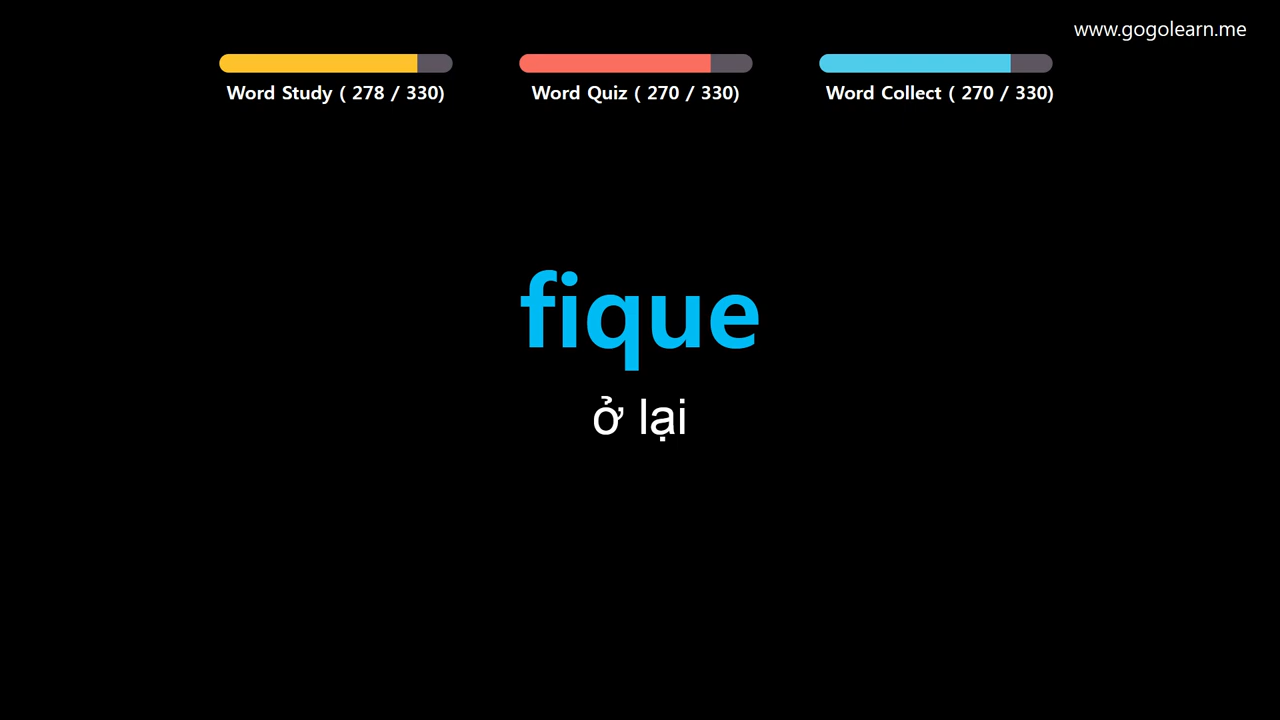 www.gogolearn.me
Word Study ( 278 / 330)
Word Quiz ( 270 / 330)
Word Collect ( 270 / 330)
fique
ở lại